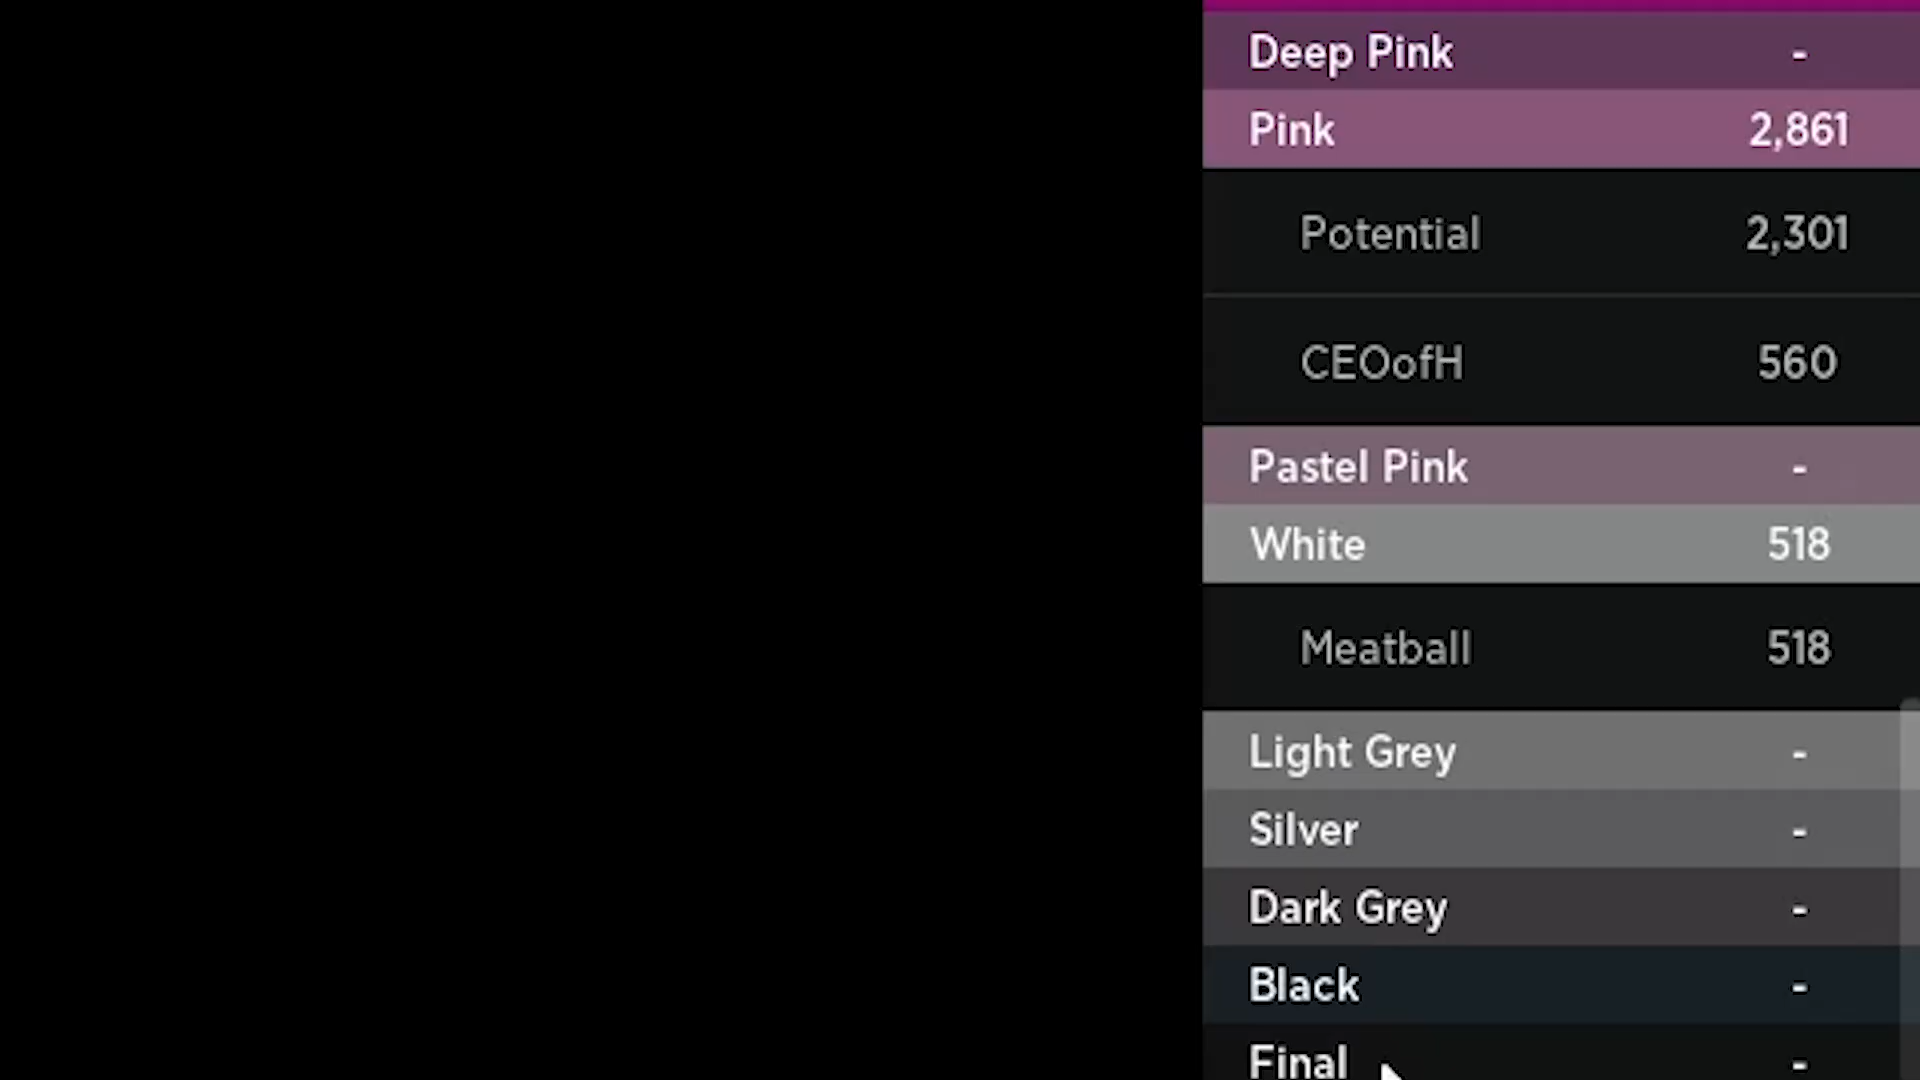 Deep Pink -
Pink 2,861
Potential 2,301
CEOofH 560
Pastel Pink -
White 518
Meatball 518
Light Grey -
Silver -
Dark Grey -
Black -
Final -